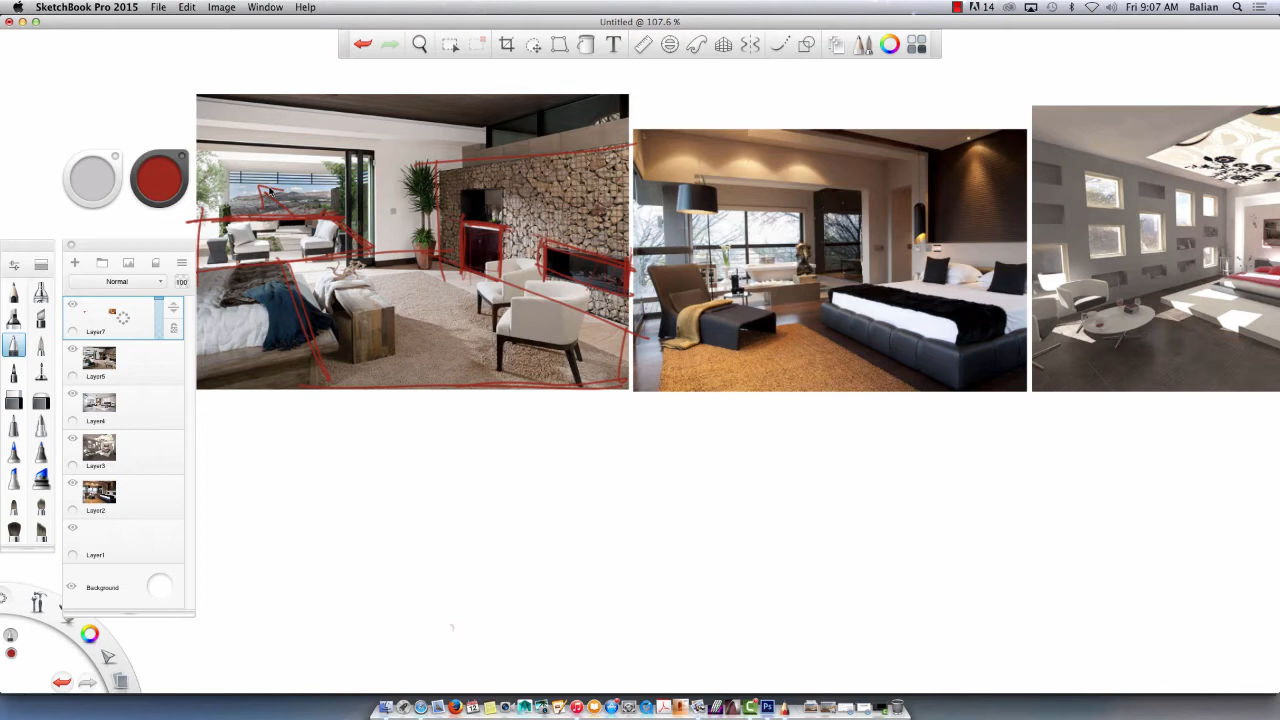 SketchBook Pro 2015 File Edit Image Window Help 14 Fri 9:07 AM Balian
Untitled @ 107.6 %
T
Normal 100
Layer7
Layer5
Layer4
Layer3
Layer2
Layer1
Background